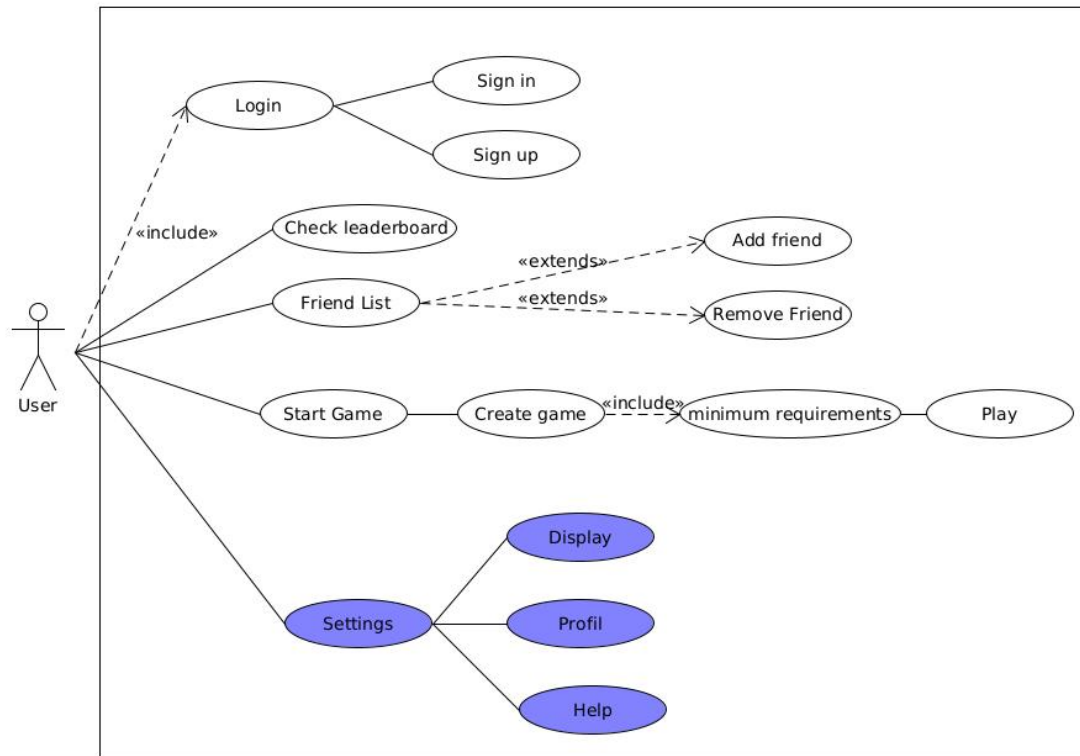 Sign in
Login
Sign up
«include»
Check leaderboard
Add friend
«extends»
Friend List
«extends»
Remove Friend
User
Start Game
Create game
«include»
minimum requirements
Play
Display
Settings
Profil
Help